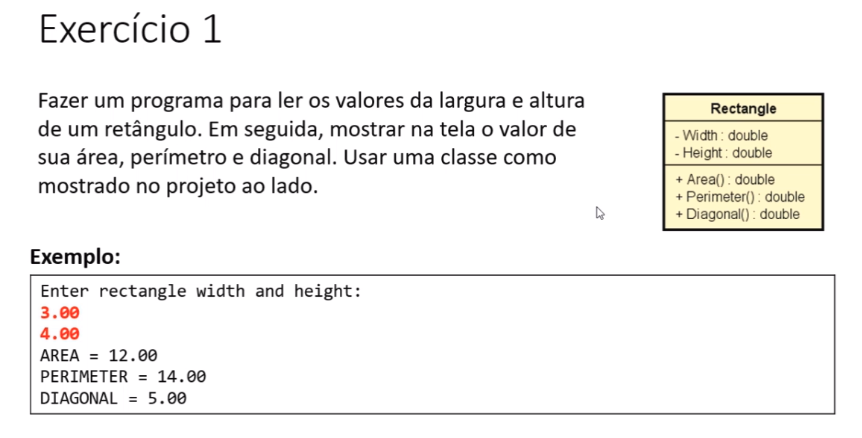 Exercício 1
Fazer um programa para ler os valores da largura e altura
de um retângulo. Em seguida, mostrar na tela o valor de
sua área, perímetro e diagonal. Usar uma classe como
mostrado no projeto ao lado.
Rectangle
- Width : double
- Height : double
+ Area() : double
+ Perimeter() : double
+ Diagonal() : double
Exemplo:
Enter rectangle width and height:
3.00
4.00
AREA = 12.00
PERIMETER = 14.00
DIAGONAL = 5.00